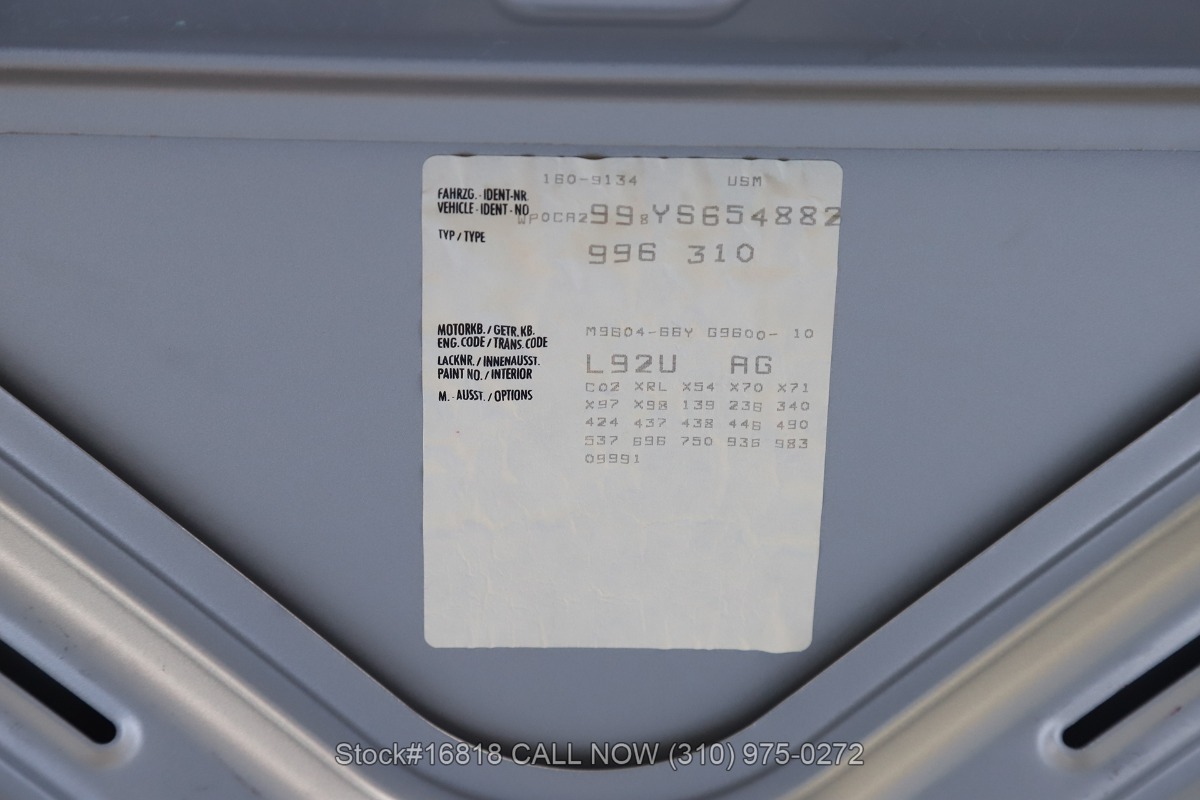 160-9134 USM
FAHRZG.-IDENT-NR.
VEHICLE-IDENT-NO WP0CA2998YS654882
TYP/TYPE 996 310
MOTORKB./GETR.KB. M9604-66Y G9600- 10
ENG.CODE/TRANS.CODE
LACKNR./INNENAUSST. L92U AG
PAINT NO./INTERIOR
M.-AUSST./OPTIONS C02 XRL X54 X70 X71
X97 X98 139 236 340
424 437 438 446 490
537 696 750 936 983
09991
Stock#16818 CALL NOW (310) 975-0272